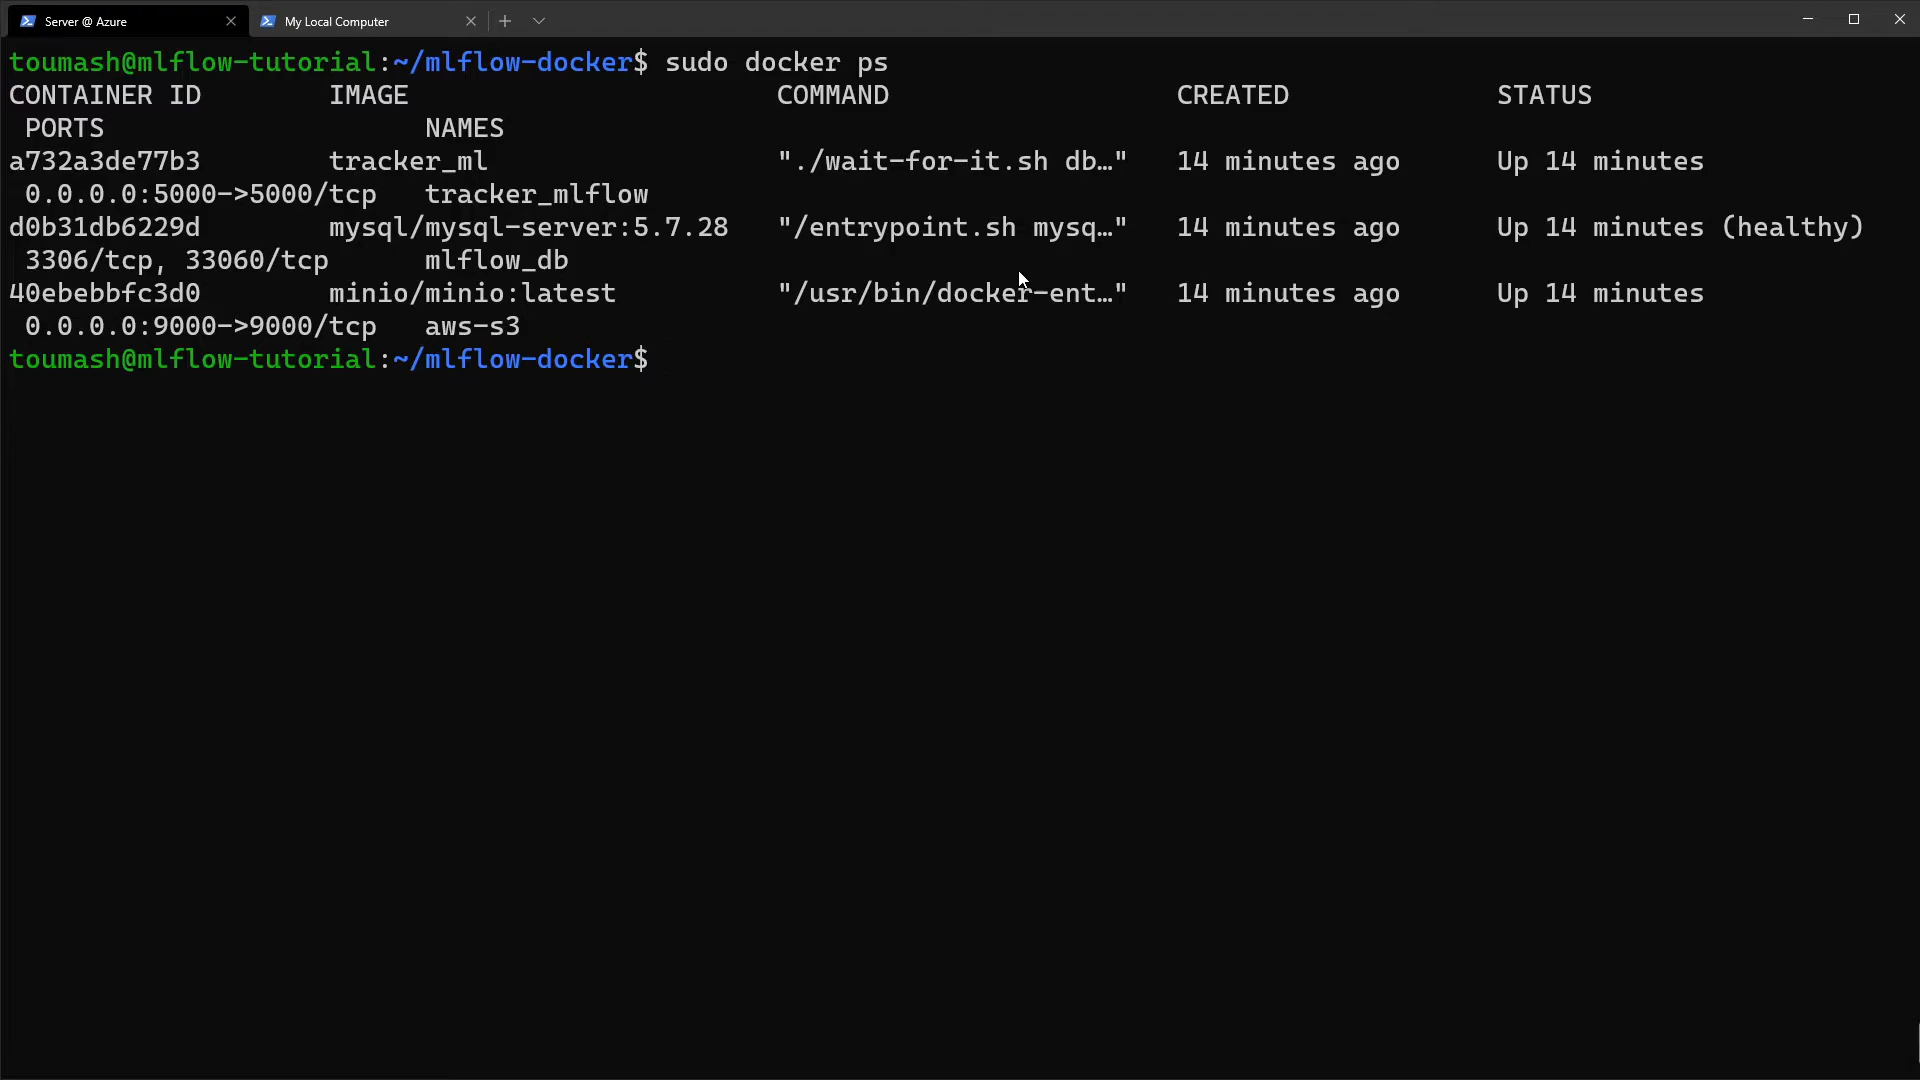 Server @ Azure My Local Computer
toumash@mlflow-tutorial:~/mlflow-docker$ sudo docker ps
CONTAINER ID IMAGE COMMAND CREATED STATUS
PORTS NAMES
a732a3de77b3 tracker_ml "./wait-for-it.sh db…" 14 minutes ago Up 14 minutes
0.0.0.0:5000->5000/tcp tracker_mlflow
d0b31db6229d mysql/mysql-server:5.7.28 "/entrypoint.sh mysq…" 14 minutes ago Up 14 minutes (healthy)
3306/tcp, 33060/tcp mlflow_db
40ebebbfc3d0 minio/minio:latest "/usr/bin/docker-ent…" 14 minutes ago Up 14 minutes
0.0.0.0:9000->9000/tcp aws-s3
toumash@mlflow-tutorial:~/mlflow-docker$